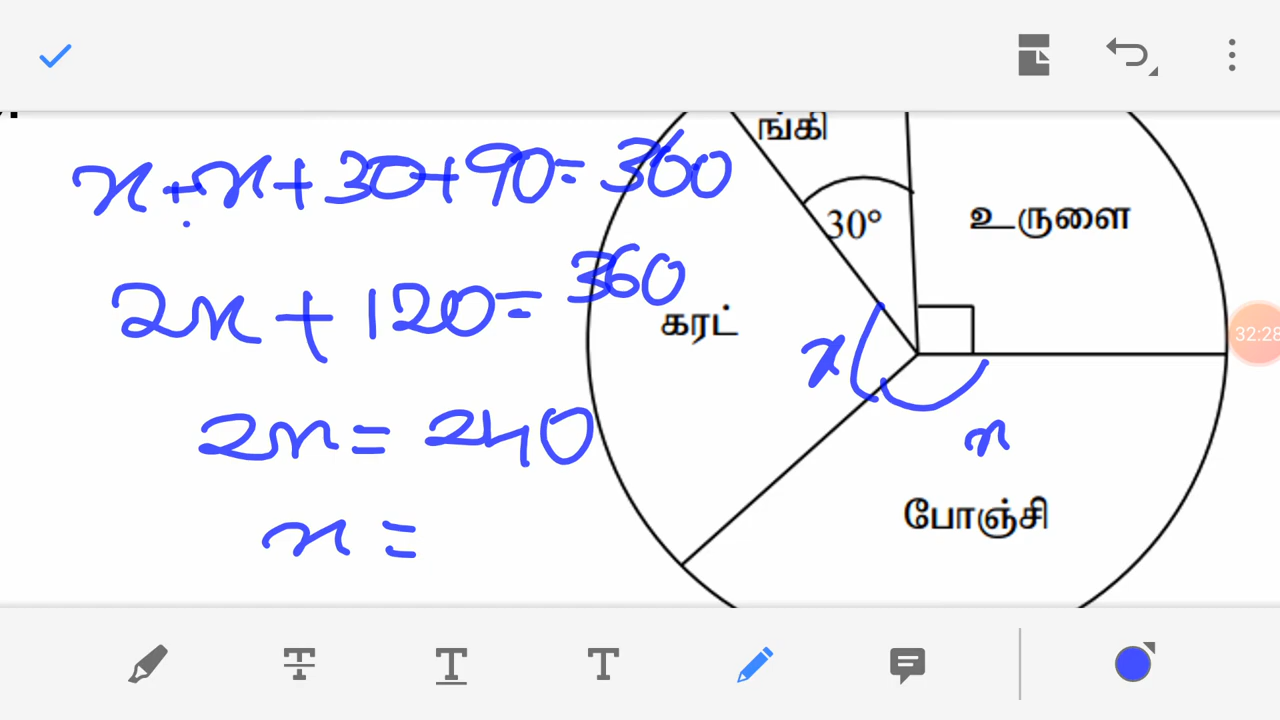 x + x + 30 + 90 = 360
ங்கி
30°
உருளை
2x + 120 = 360
கரட்
x
32:28
2x = 240
x
போஞ்சி
x =